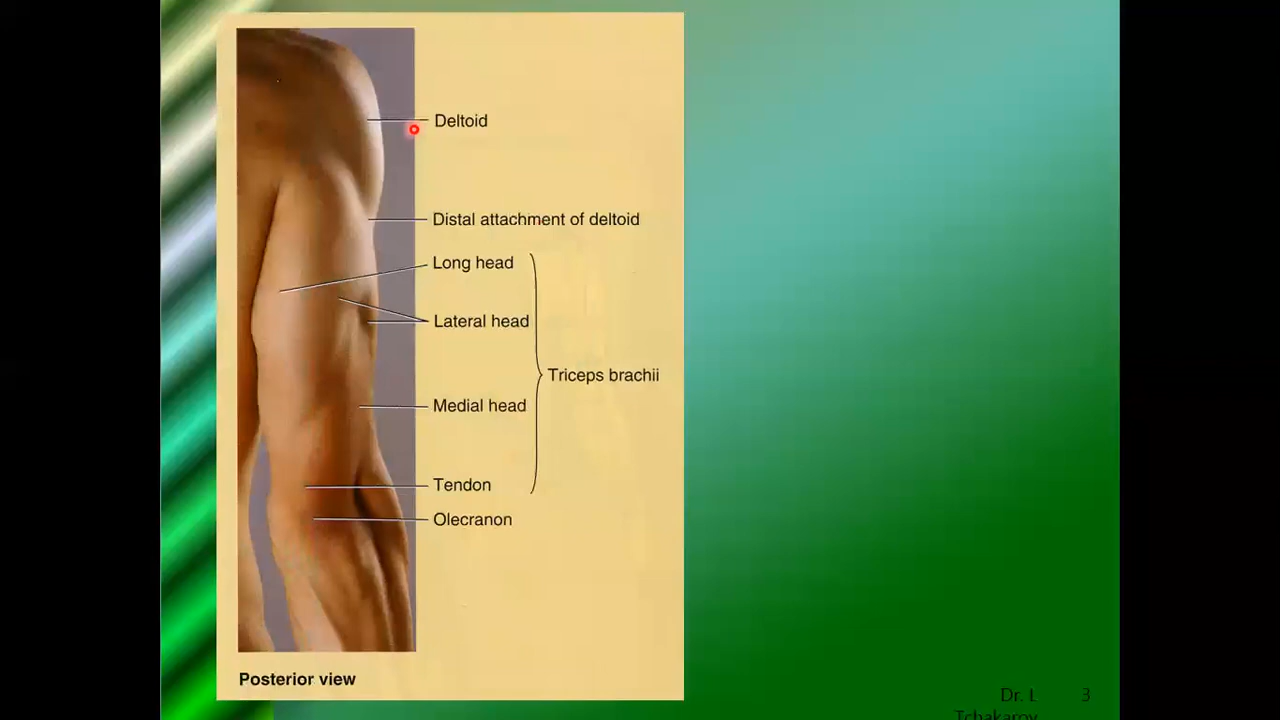 Deltoid
Distal attachment of deltoid
Long head
Lateral head
Triceps brachii
Medial head
Tendon
Olecranon
Posterior view
Dr. L
Tchakarov
3